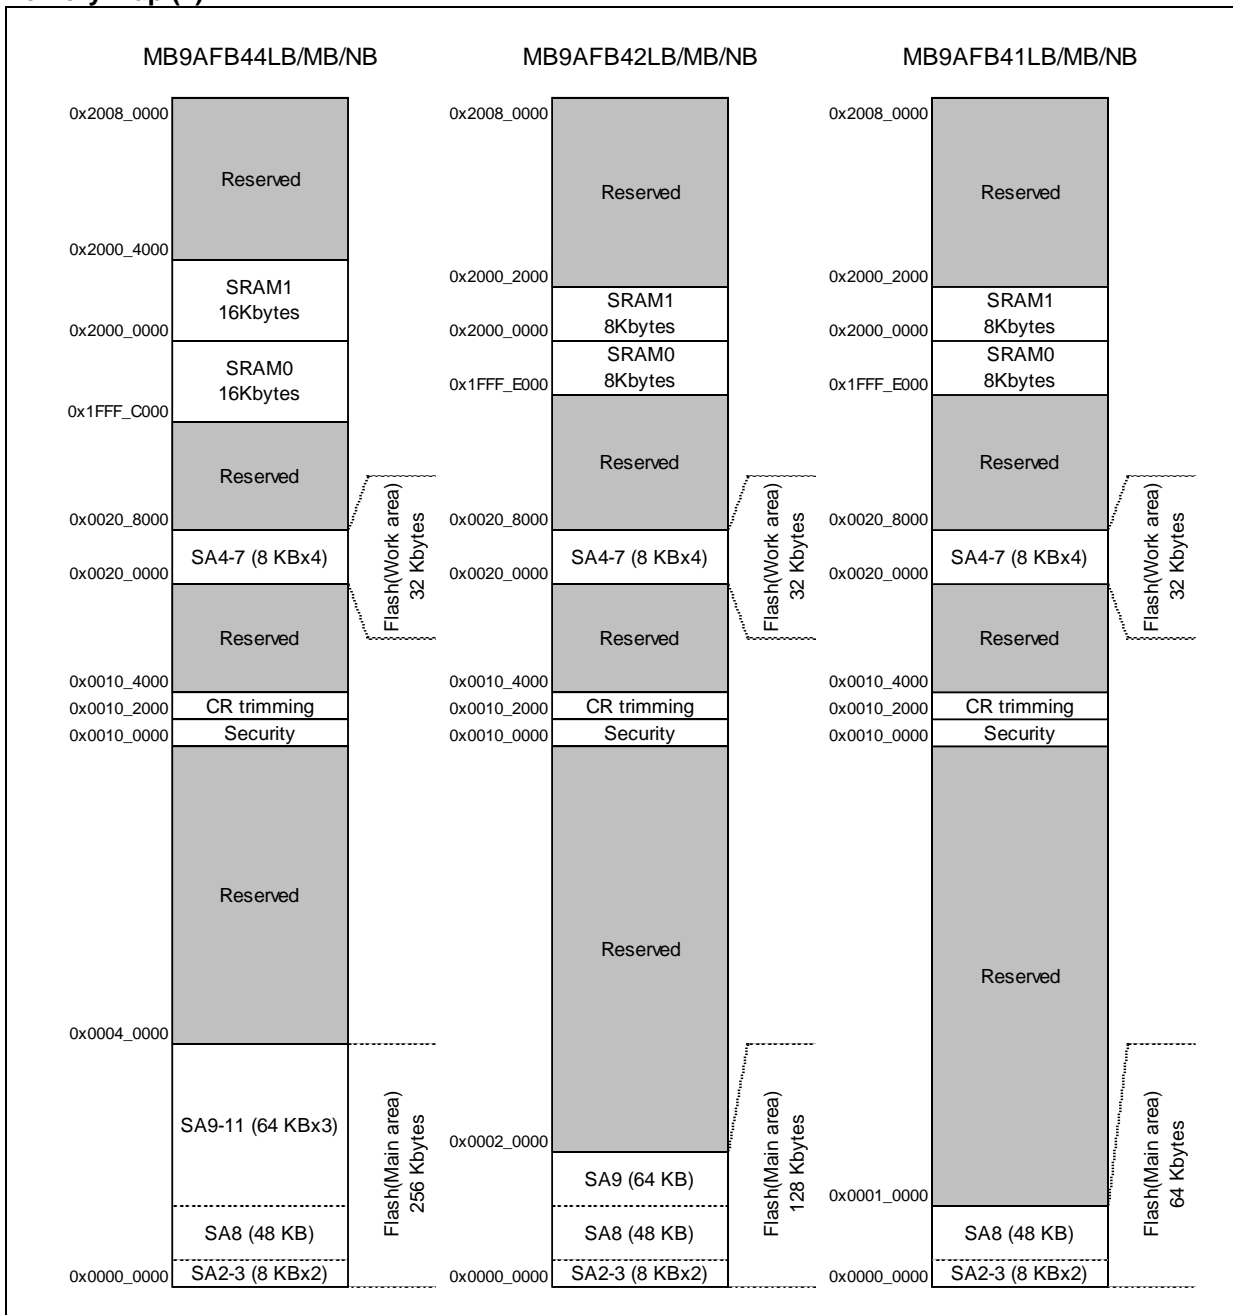 MB9AFB44LB/MB/NB
0x2008_0000
Reserved
0x2000_4000
SRAM1
16Kbytes
0x2000_0000
SRAM0
16Kbytes
0x1FFF_C000
Reserved
0x0020_8000
SA4-7 (8 KBx4)
0x0020_0000
Flash(Work area)
32 Kbytes
Reserved
0x0010_4000
CR trimming
0x0010_2000
Security
0x0010_0000
Reserved
0x0004_0000
SA9-11 (64 KBx3)
Flash(Main area)
256 Kbytes
SA8 (48 KB)
SA2-3 (8 KBx2)
0x0000_0000
MB9AFB42LB/MB/NB
0x2008_0000
Reserved
0x2000_2000
SRAM1
8Kbytes
0x2000_0000
SRAM0
8Kbytes
0x1FFF_E000
Reserved
0x0020_8000
SA4-7 (8 KBx4)
0x0020_0000
Flash(Work area)
32 Kbytes
Reserved
0x0010_4000
CR trimming
0x0010_2000
Security
0x0010_0000
Reserved
0x0002_0000
SA9 (64 KB)
Flash(Main area)
128 Kbytes
SA8 (48 KB)
SA2-3 (8 KBx2)
0x0000_0000
MB9AFB41LB/MB/NB
0x2008_0000
Reserved
0x2000_2000
SRAM1
8Kbytes
0x2000_0000
SRAM0
8Kbytes
0x1FFF_E000
Reserved
0x0020_8000
SA4-7 (8 KBx4)
0x0020_0000
Flash(Work area)
32 Kbytes
Reserved
0x0010_4000
CR trimming
0x0010_2000
Security
0x0010_0000
Reserved
0x0001_0000
Flash(Main area)
64 Kbytes
SA8 (48 KB)
SA2-3 (8 KBx2)
0x0000_0000